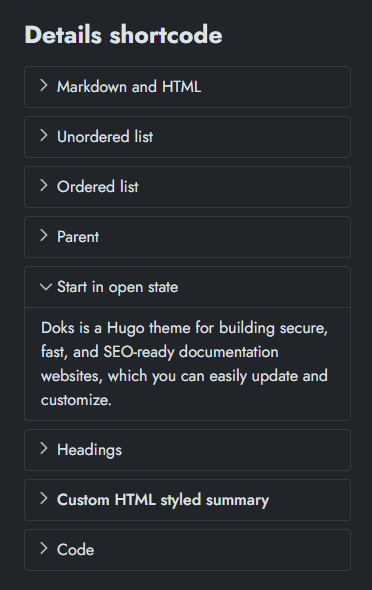 Details shortcode
Markdown and HTML
Unordered list
Ordered list
Parent
Start in open state
Doks is a Hugo theme for building secure,
fast, and SEO-ready documentation
websites, which you can easily update and
customize.
Headings
Custom HTML styled summary
Code